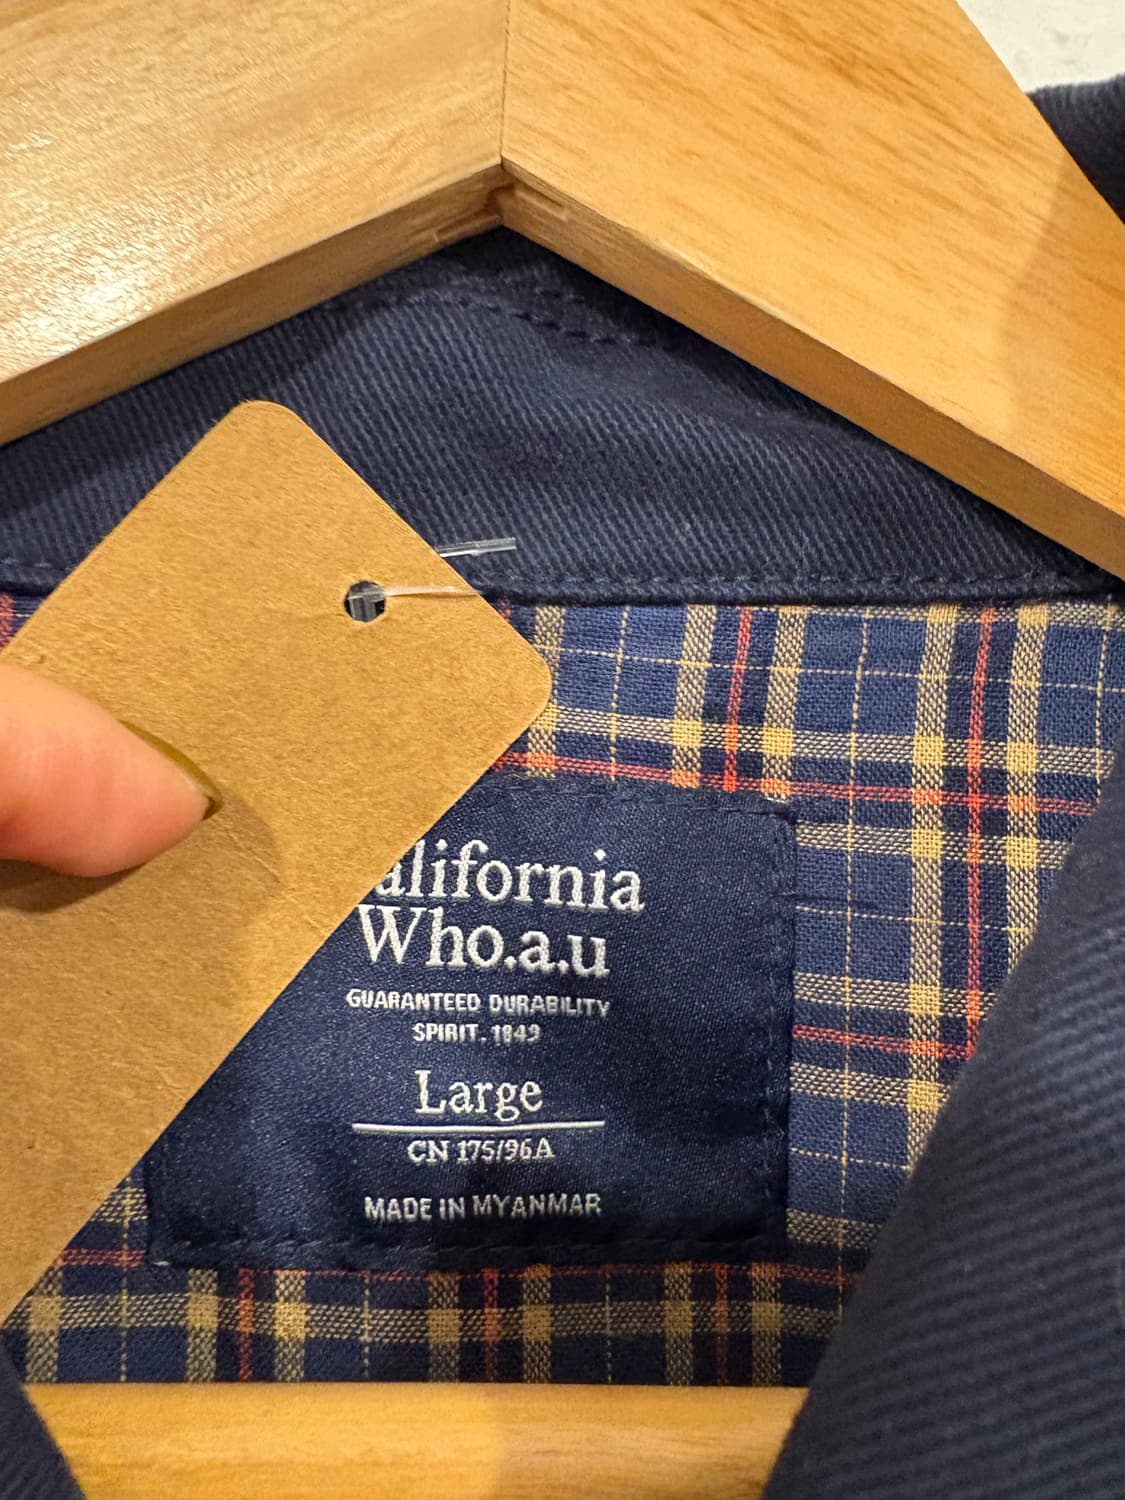 alifornia
Who.a.u
GUARANTEED DURABILITY
SPIRIT. 1849
Large
CN 175/96A
MADE IN MYANMAR